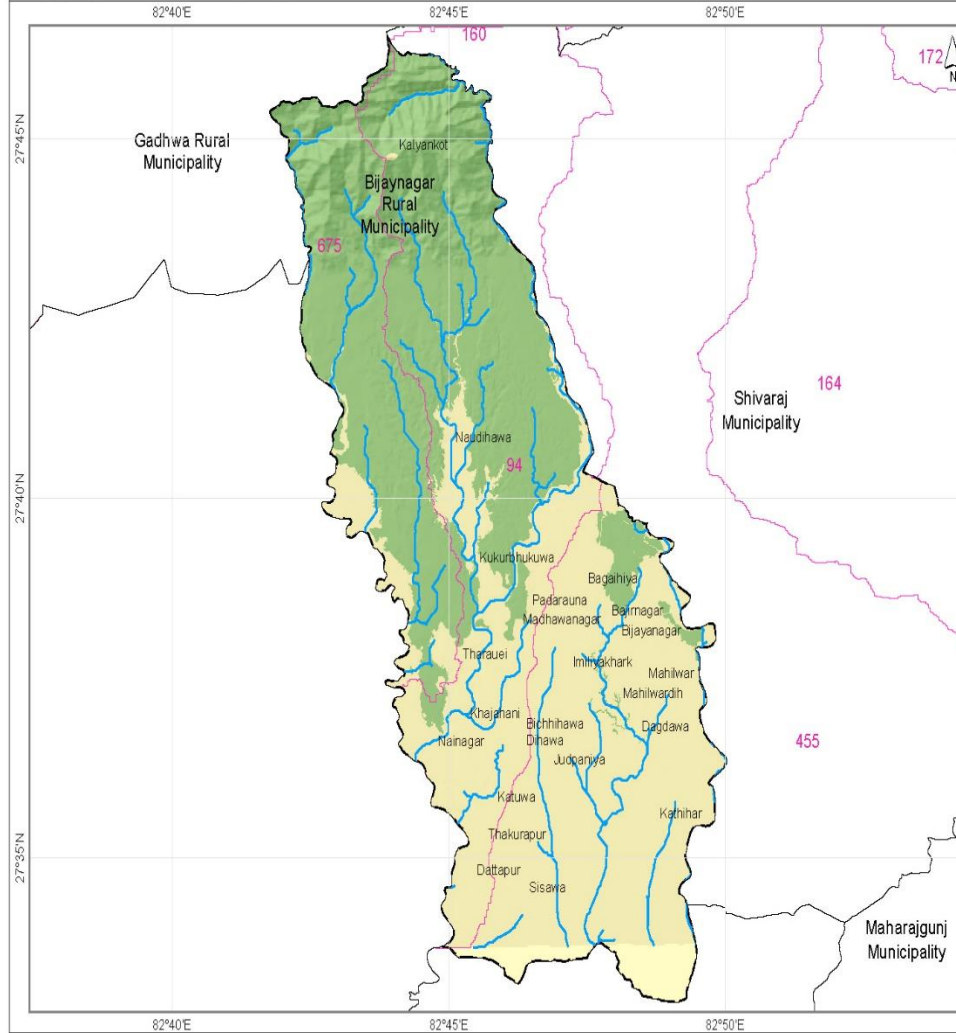 82°40'E
82°45'E
82°50'E
160
172
N
27°45'N
Gadhwa Rural
Municipality
Kalyankot
Bijaynagar
Rural
Municipality
675
164
Shivaraj
Municipality
Naudihawa
94
27°40'N
Kukurbhukuwa
Bagaihiya
Padarauna
Madhawanagar
Bajrnagar
Bijayanagar
Tharauei
Imiliyakhark
Mahilwar
Mahilwardih
Khajahani
Bichhihawa
Dihawa
Dagdawa
Nainagar
455
Judpaniya
Katuwa
Kathihar
Thakurapur
27°35'N
Dattapur
Sisawa
Maharajgunj
Municipality
82°40'E
82°45'E
82°50'E